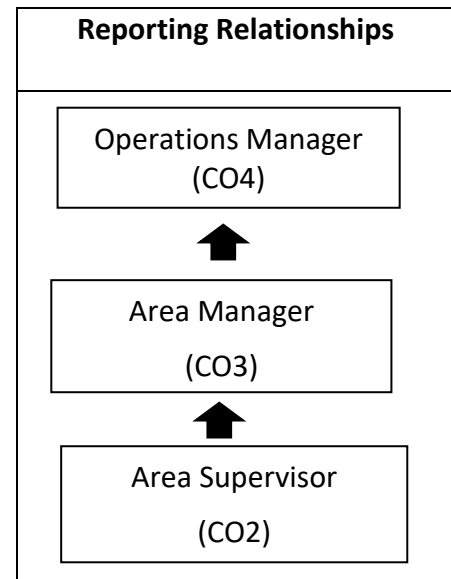 Reporting Relationships
Operations Manager
(CO4)
Area Manager
(CO3)
Area Supervisor
(CO2)